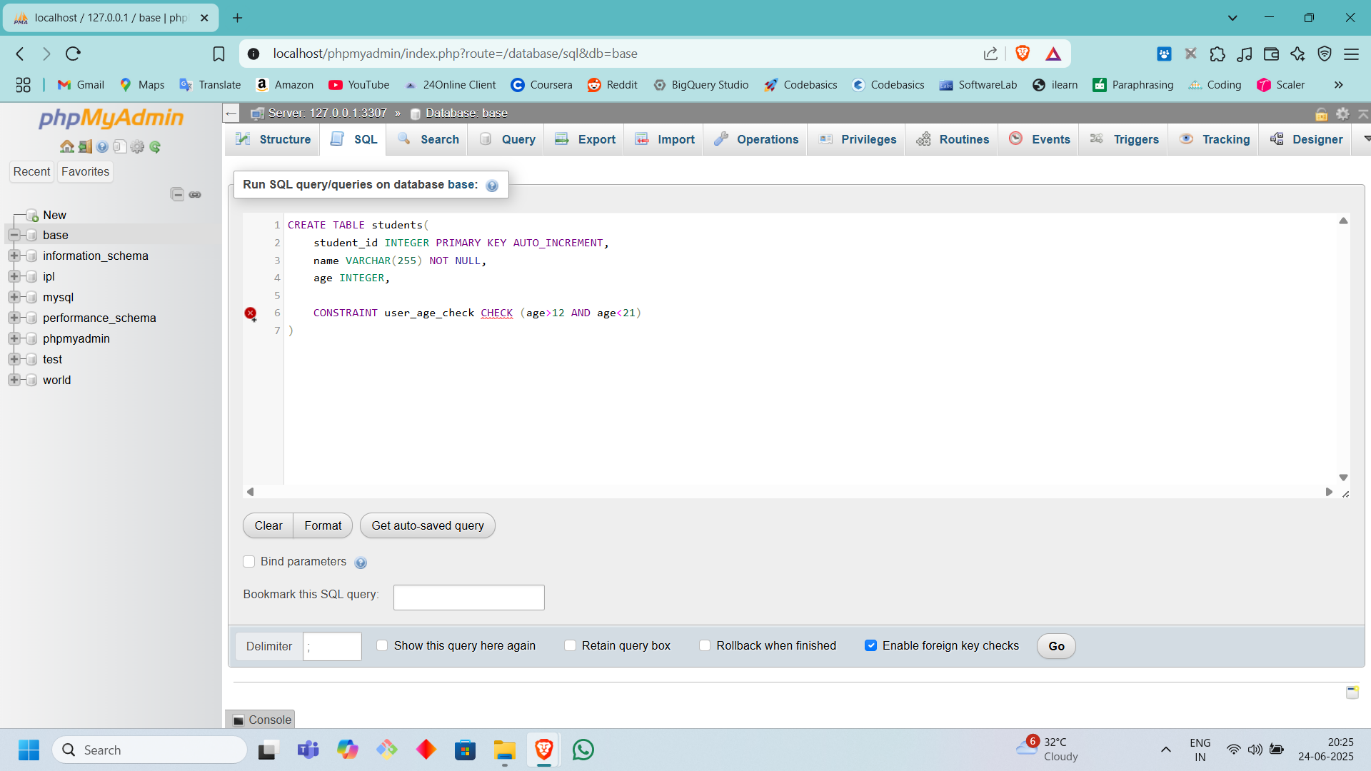 localhost / 127.0.0.1 / base | php
localhost/phpmyadmin/index.php?route=/database/sql&db=base
Gmail Maps Translate Amazon YouTube 24Online Client Coursera Reddit BigQuery Studio Codebasics Codebasics SoftwareLab ilearn Paraphrasing Coding Scaler »
phpMyAdmin
Recent Favorites
New
base
information_schema
ipl
mysql
performance_schema
phpmyadmin
test
world
Server: 127.0.0.1:3307 » Database: base
Structure SQL Search Query Export Import Operations Privileges Routines Events Triggers Tracking Designer
Run SQL query/queries on database base:
1 CREATE TABLE students(
2 student_id INTEGER PRIMARY KEY AUTO_INCREMENT,
3 name VARCHAR(255) NOT NULL,
4 age INTEGER,
5
6 CONSTRAINT user_age_check CHECK (age>12 AND age<21)
7 )
Clear Format Get auto-saved query
Bind parameters
Bookmark this SQL query:
Delimiter ; Show this query here again Retain query box Rollback when finished Enable foreign key checks Go
Console
Search
6 32°C
Cloudy
ENG
IN
20:25
24-06-2025